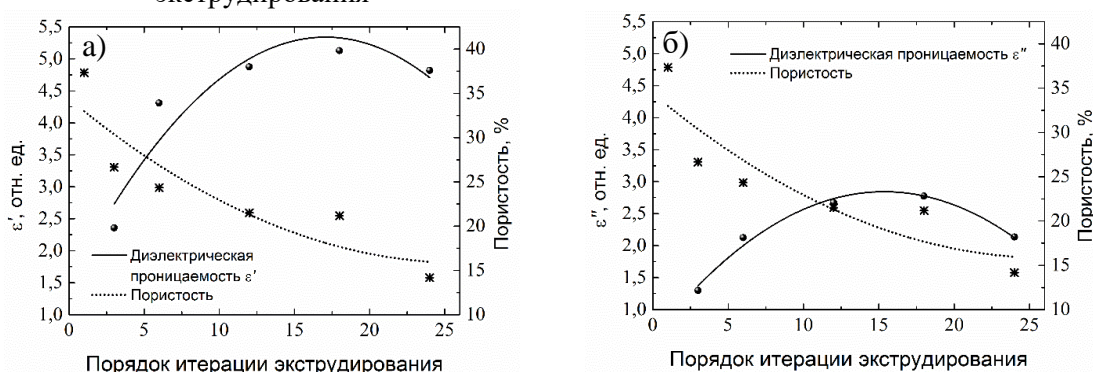 экструдирования
а)
5,5
5,0
4,5
4,0
3,5
3,0
2,5
2,0
1,5
1,0
ε′, отн. ед.
Диэлектрическая
проницаемость ε′
Пористость
40
35
30
25
20
15
10
Пористость, %
0 5 10 15 20 25
Порядок итерации экструдирования
б)
5,5
5,0
4,5
4,0
3,5
3,0
2,5
2,0
1,5
1,0
ε″, отн. ед.
Диэлектрическая проницаемость ε″
Пористость
40
35
30
25
20
15
10
Пористость, %
0 5 10 15 20 25
Порядок итерации экструдирования